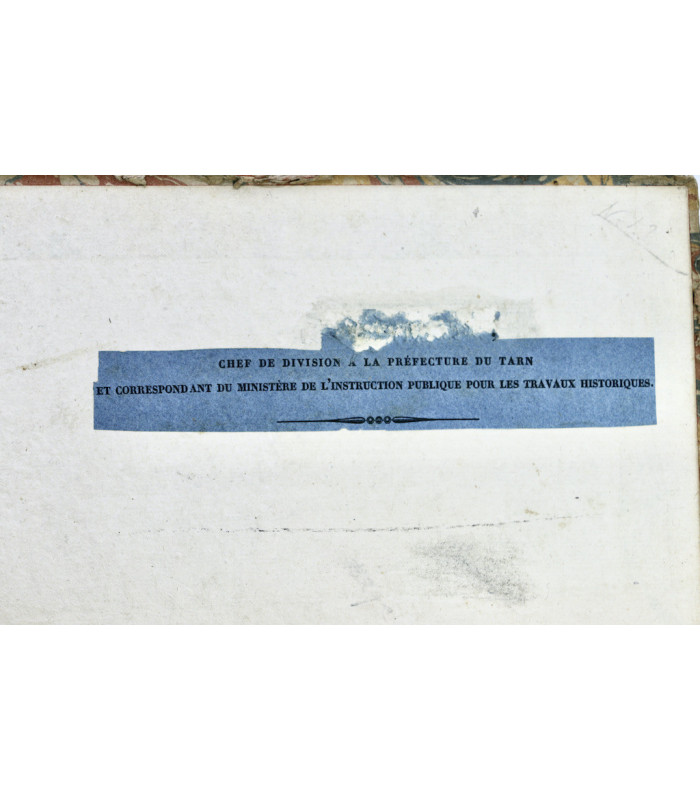 CHEF DE DIVISION A LA PRÉFECTURE DU TARN
ET CORRESPONDANT DU MINISTÈRE DE L'INSTRUCTION PUBLIQUE POUR LES TRAVAUX HISTORIQUES.